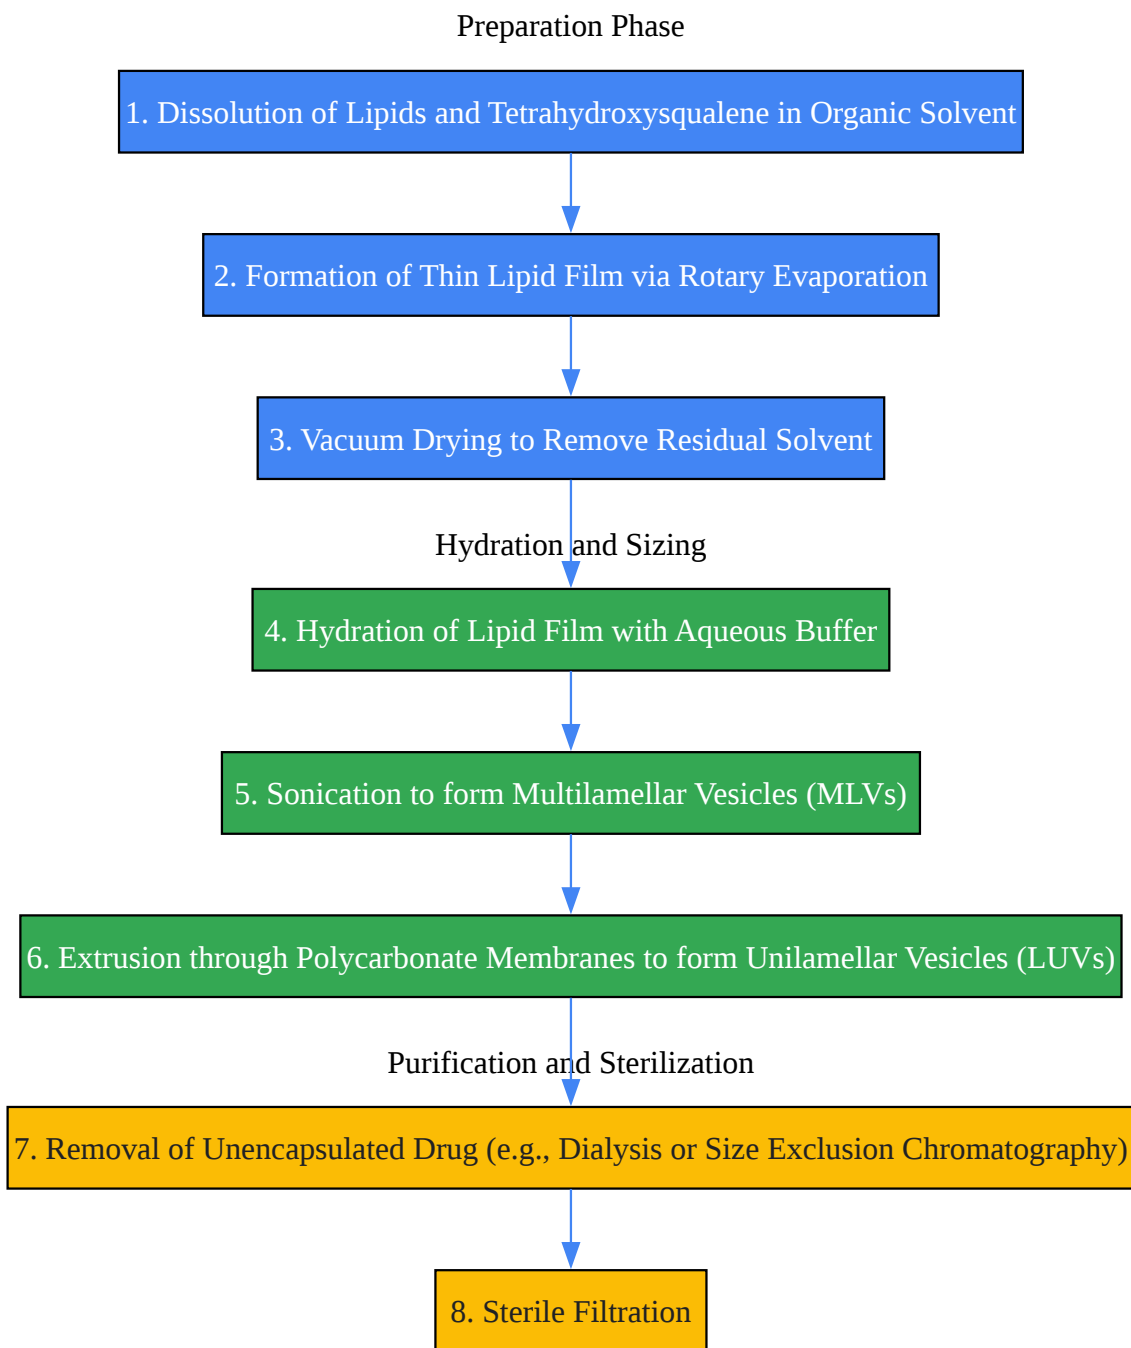 Preparation Phase
1. Dissolution of Lipids and Tetrahydroxysqualene in Organic Solvent
2. Formation of Thin Lipid Film via Rotary Evaporation
3. Vacuum Drying to Remove Residual Solvent
Hydration and Sizing
4. Hydration of Lipid Film with Aqueous Buffer
5. Sonication to form Multilamellar Vesicles (MLVs)
6. Extrusion through Polycarbonate Membranes to form Unilamellar Vesicles (LUVs)
Purification and Sterilization
7. Removal of Unencapsulated Drug (e.g., Dialysis or Size Exclusion Chromatography)
8. Sterile Filtration